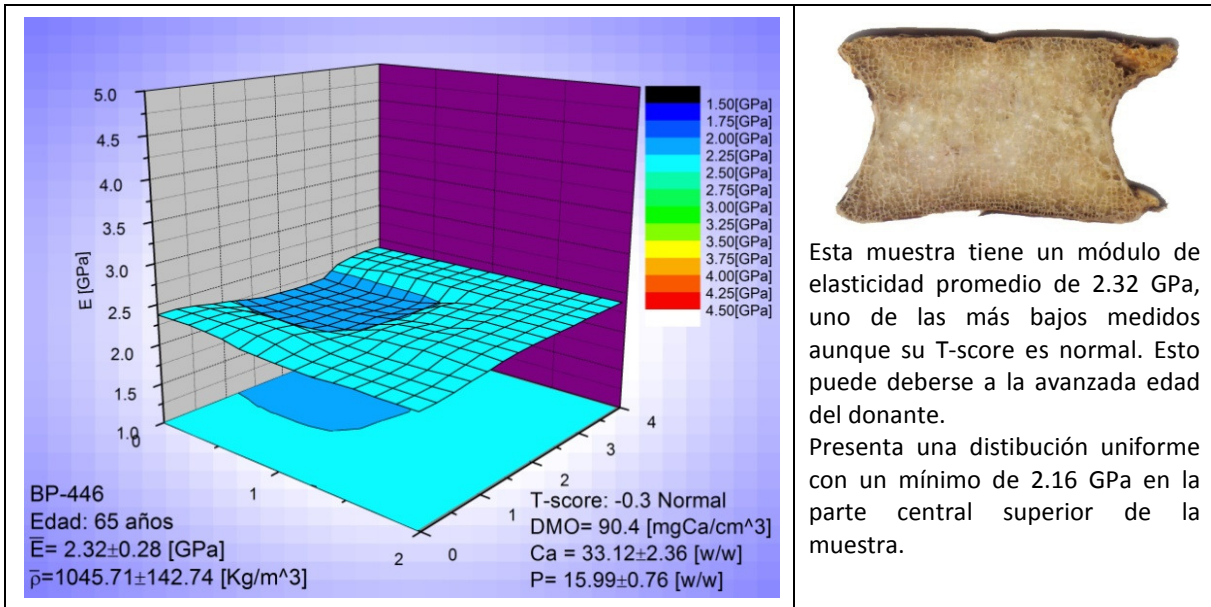 5.0
4.5
4.0
3.5
3.0
2.5
2.0
1.5
1.0
E [GPa]
0
1
2
0
1
2
3
4
1.50[GPa]
1.75[GPa]
2.00[GPa]
2.25[GPa]
2.50[GPa]
2.75[GPa]
3.00[GPa]
3.25[GPa]
3.50[GPa]
3.75[GPa]
4.00[GPa]
4.25[GPa]
4.50[GPa]
BP-446
Edad: 65 años
E̅= 2.32±0.28 [GPa]
ρ̅=1045.71±142.74 [Kg/m^3]
T-score: -0.3 Normal
DMO= 90.4 [mgCa/cm^3]
Ca = 33.12±2.36 [w/w]
P= 15.99±0.76 [w/w]
Esta muestra tiene un módulo de
elasticidad promedio de 2.32 GPa,
uno de las más bajos medidos
aunque su T-score es normal. Esto
puede deberse a la avanzada edad
del donante.
Presenta una distibución uniforme
con un mínimo de 2.16 GPa en la
parte central superior de la
muestra.